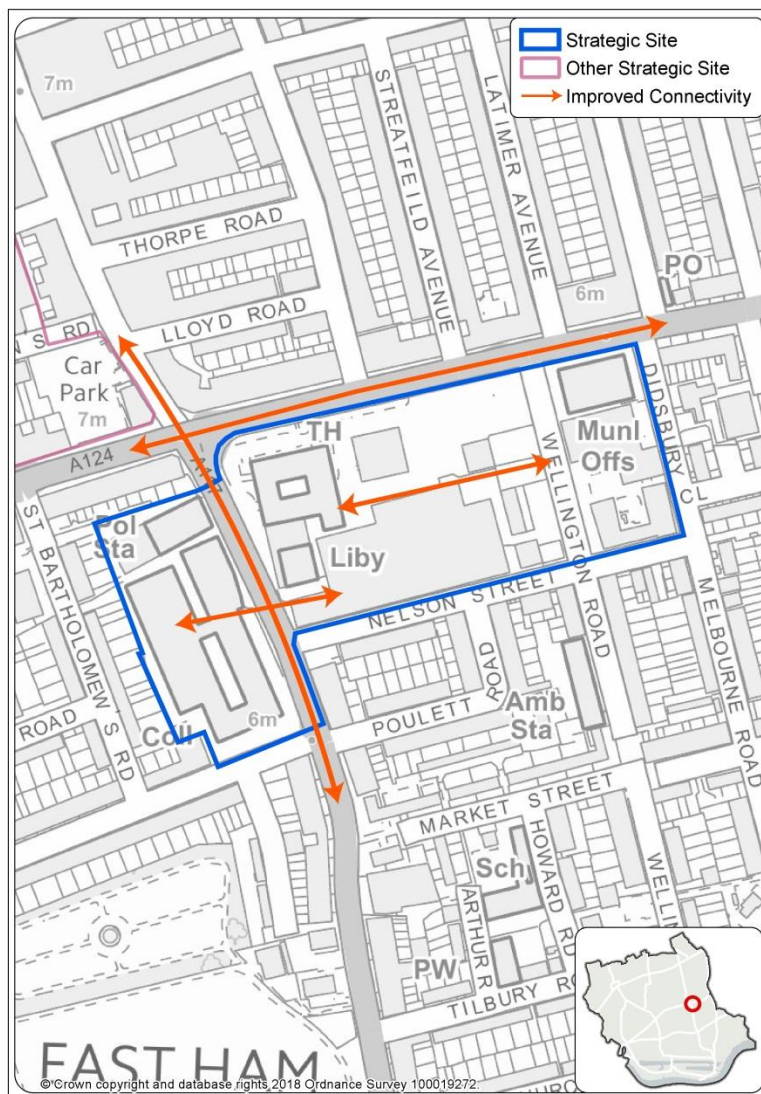 Strategic Site
Other Strategic Site
Improved Connectivity
7m
STREATFEILD AVENUE
LATIMER AVENUE
THORPE ROAD
PO
6m
LLOYD ROAD
S RD
Car
Park
7m
A124
TH
Munl
Offs
DIDSBURY CL
WELLINGTON ROAD
Pol
Sta
Liby
ST BARTHOLOMEW'S RD
NELSON STREET
MELBOURNE ROAD
POULETT ROAD
Amb
Sta
6m
Coll
ROAD
MARKET STREET
Sch
HOWARD RD
ARTHUR R
WELLIN
PW
TILBURY RO
EAST HAM
© Crown copyright and database rights 2018 Ordnance Survey 100019272.